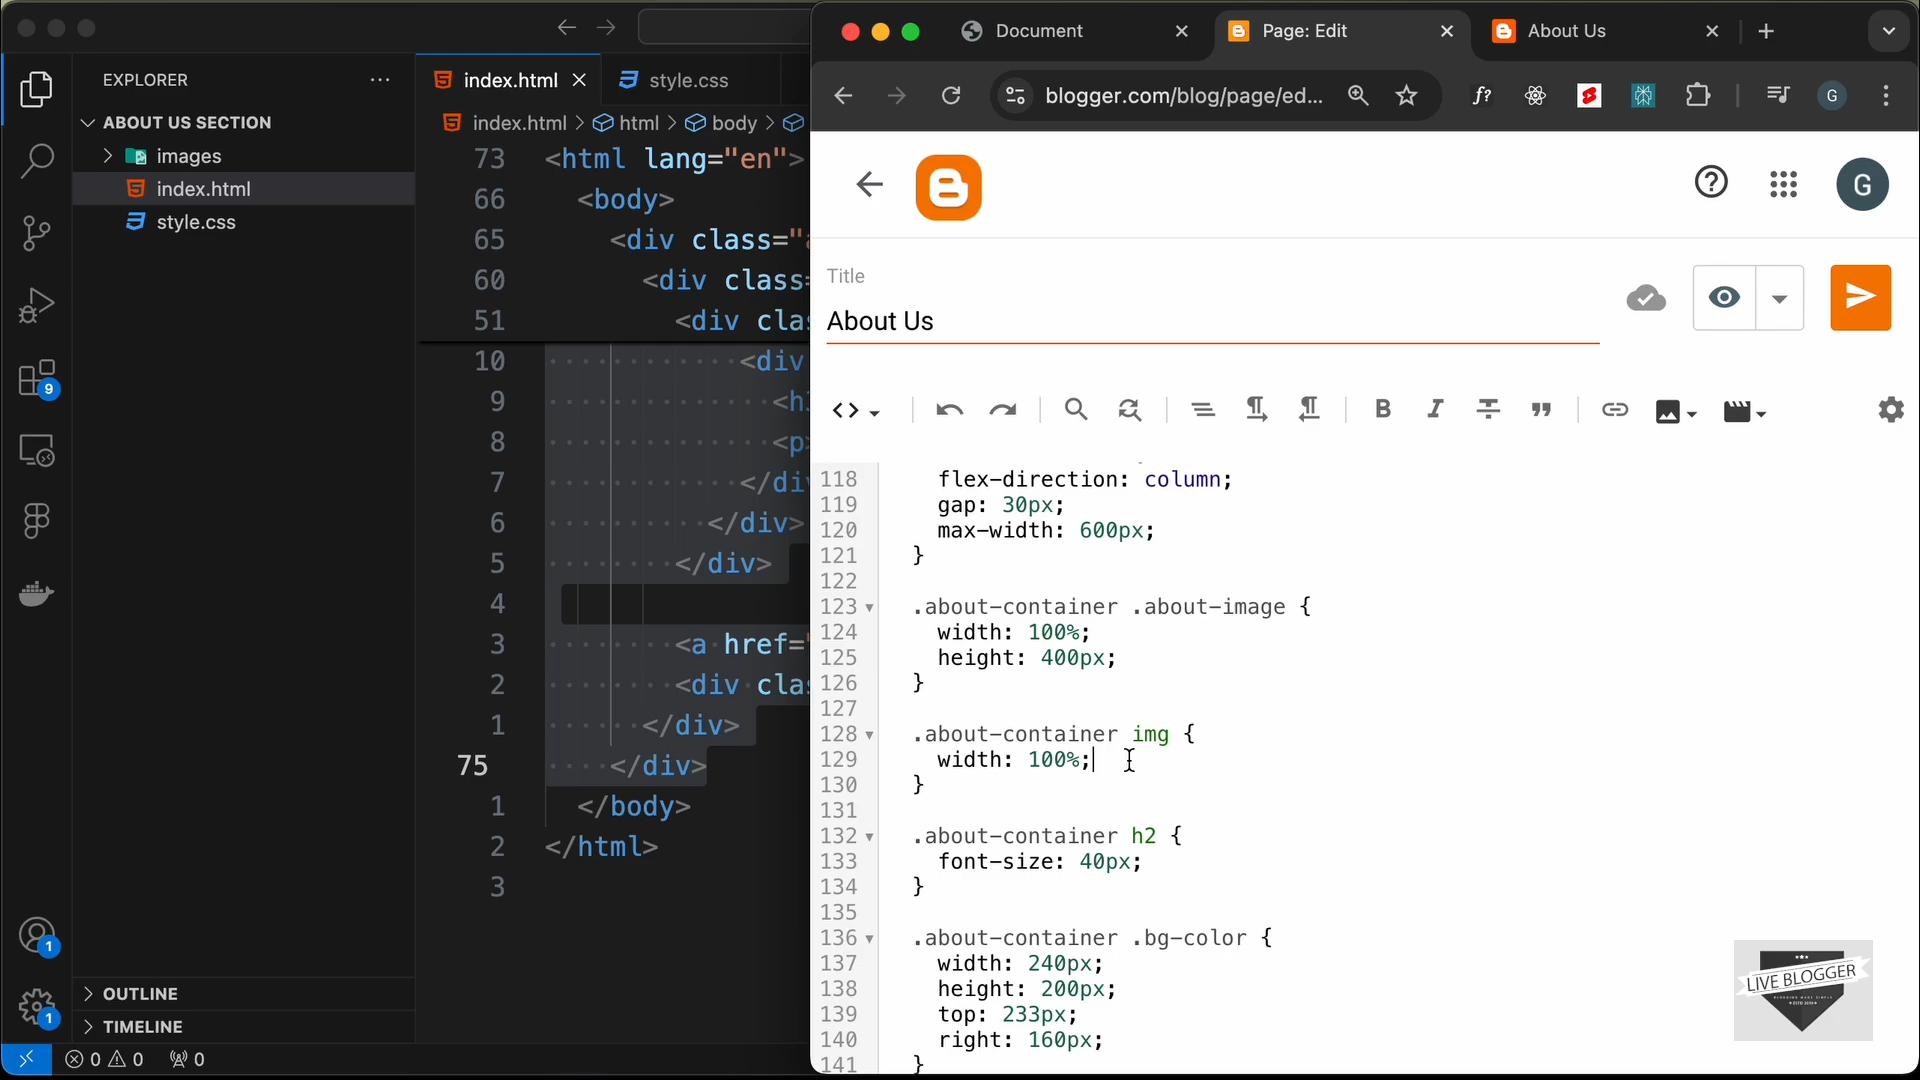 EXPLORER
ABOUT US SECTION
images
index.html
style.css
OUTLINE
TIMELINE
0 0 0
9
1
1
index.html
style.css
index.html > html > body >
73 <html lang="en">
66 <body>
65 <div class="a
60 <div class=
51 <div clas
10 <div
9 <h
8 <p>
7 </div
6 </div>
5 </div>
4
3 <a href="
2 <div clas
1 </div>
75 </div>
1 </body>
2 </html>
3
Document
Page: Edit
About Us
blogger.com/blog/page/ed...
f?
G
G
Title
About Us
118 flex-direction: column;
119 gap: 30px;
120 max-width: 600px;
121 }
122
123 .about-container .about-image {
124 width: 100%;
125 height: 400px;
126 }
127
128 .about-container img {
129 width: 100%;
130 }
131
132 .about-container h2 {
133 font-size: 40px;
134 }
135
136 .about-container .bg-color {
137 width: 240px;
138 height: 200px;
139 top: 233px;
140 right: 160px;
141 }
LIVE BLOGGER